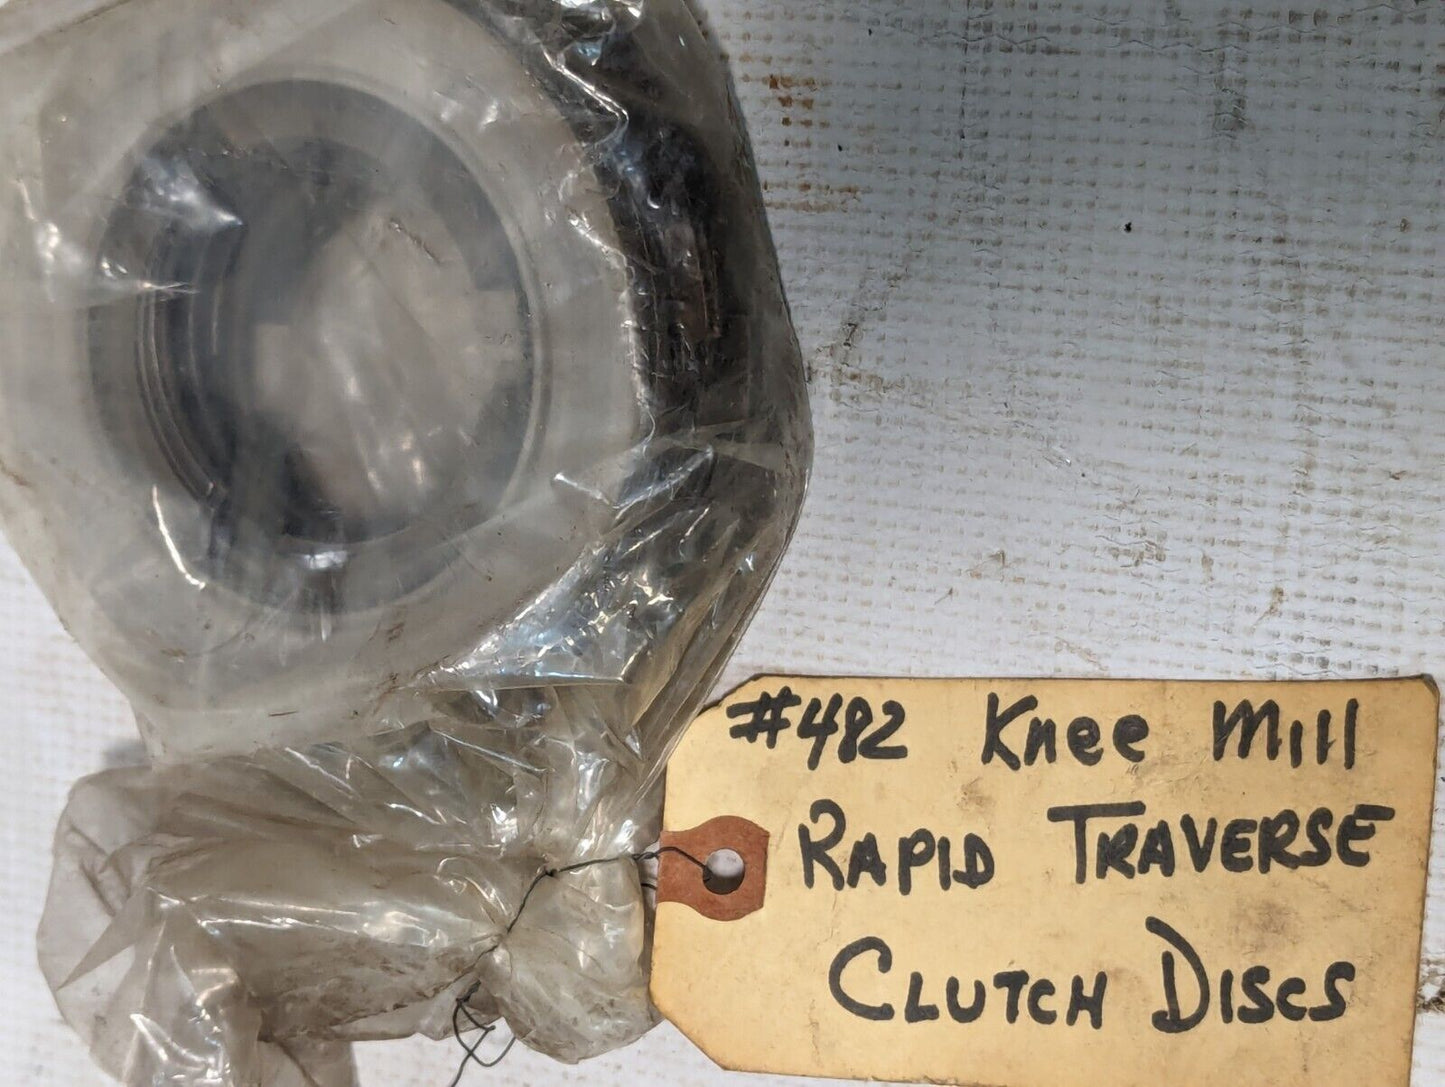 #482 Knee Mill
RAPID TRAVERSE
CLUTCH DISCS